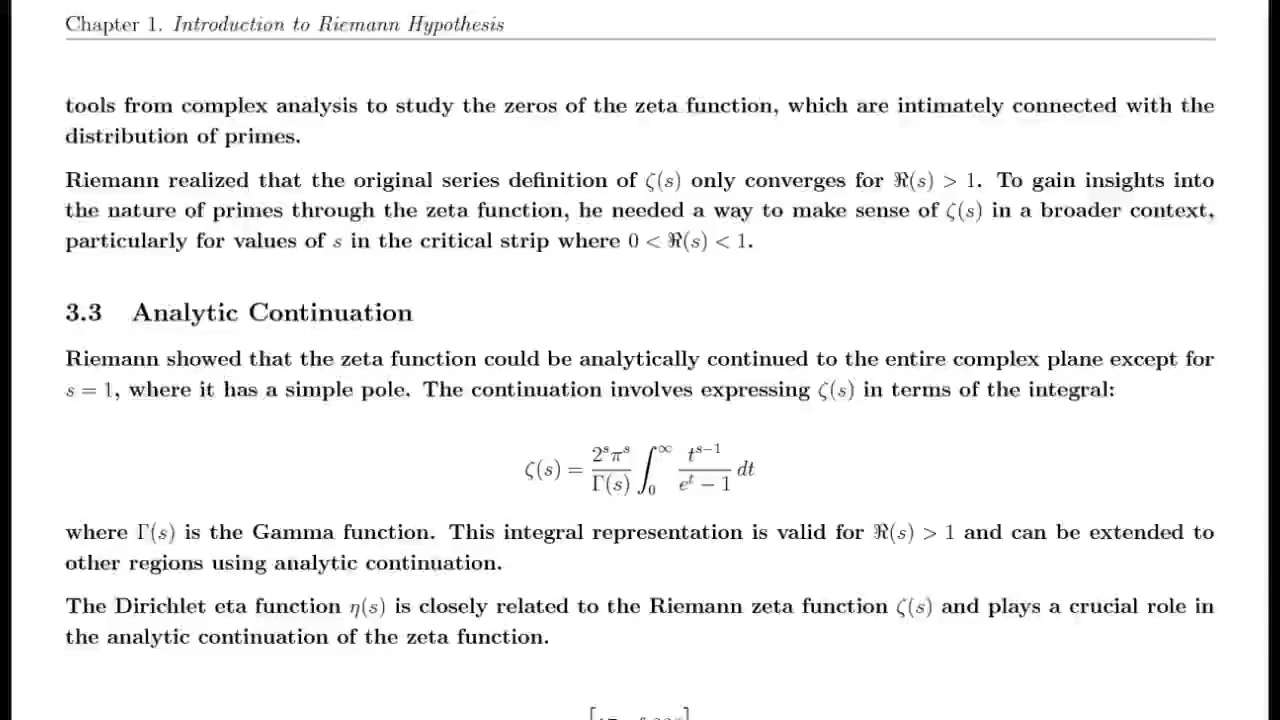 Chapter 1. Introduction to Riemann Hypothesis
tools from complex analysis to study the zeros of the zeta function, which are intimately connected with the
distribution of primes.
Riemann realized that the original series definition of ζ(s) only converges for ℜ(s) > 1. To gain insights into
the nature of primes through the zeta function, he needed a way to make sense of ζ(s) in a broader context,
particularly for values of s in the critical strip where 0 < ℜ(s) < 1.
3.3 Analytic Continuation
Riemann showed that the zeta function could be analytically continued to the entire complex plane except for
s = 1, where it has a simple pole. The continuation involves expressing ζ(s) in terms of the integral:
ζ(s) = \frac{2^s π^s}{Γ(s)} ∫_0^∞ \frac{t^{s−1}}{e^t − 1} dt
where Γ(s) is the Gamma function. This integral representation is valid for ℜ(s) > 1 and can be extended to
other regions using analytic continuation.
The Dirichlet eta function η(s) is closely related to the Riemann zeta function ζ(s) and plays a crucial role in
the analytic continuation of the zeta function.